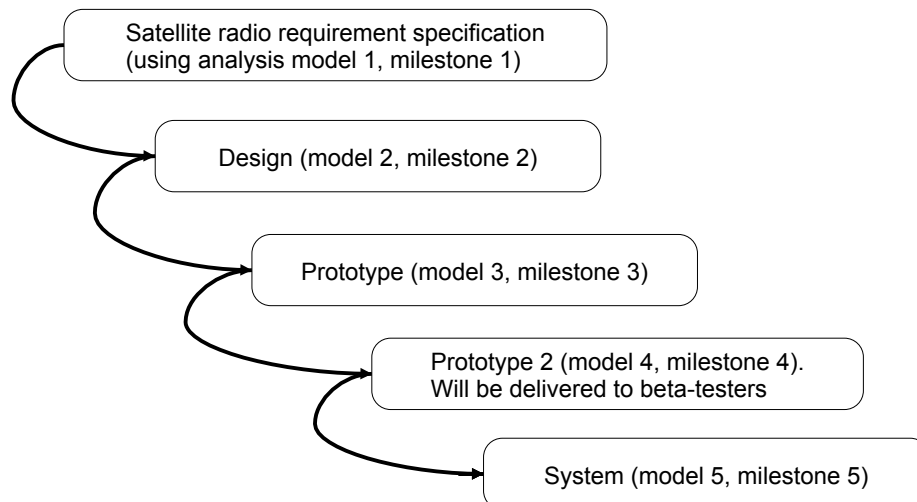 Satellite radio requirement specification
(using analysis model 1, milestone 1)
Design (model 2, milestone 2)
Prototype (model 3, milestone 3)
Prototype 2 (model 4, milestone 4).
Will be delivered to beta-testers
System (model 5, milestone 5)